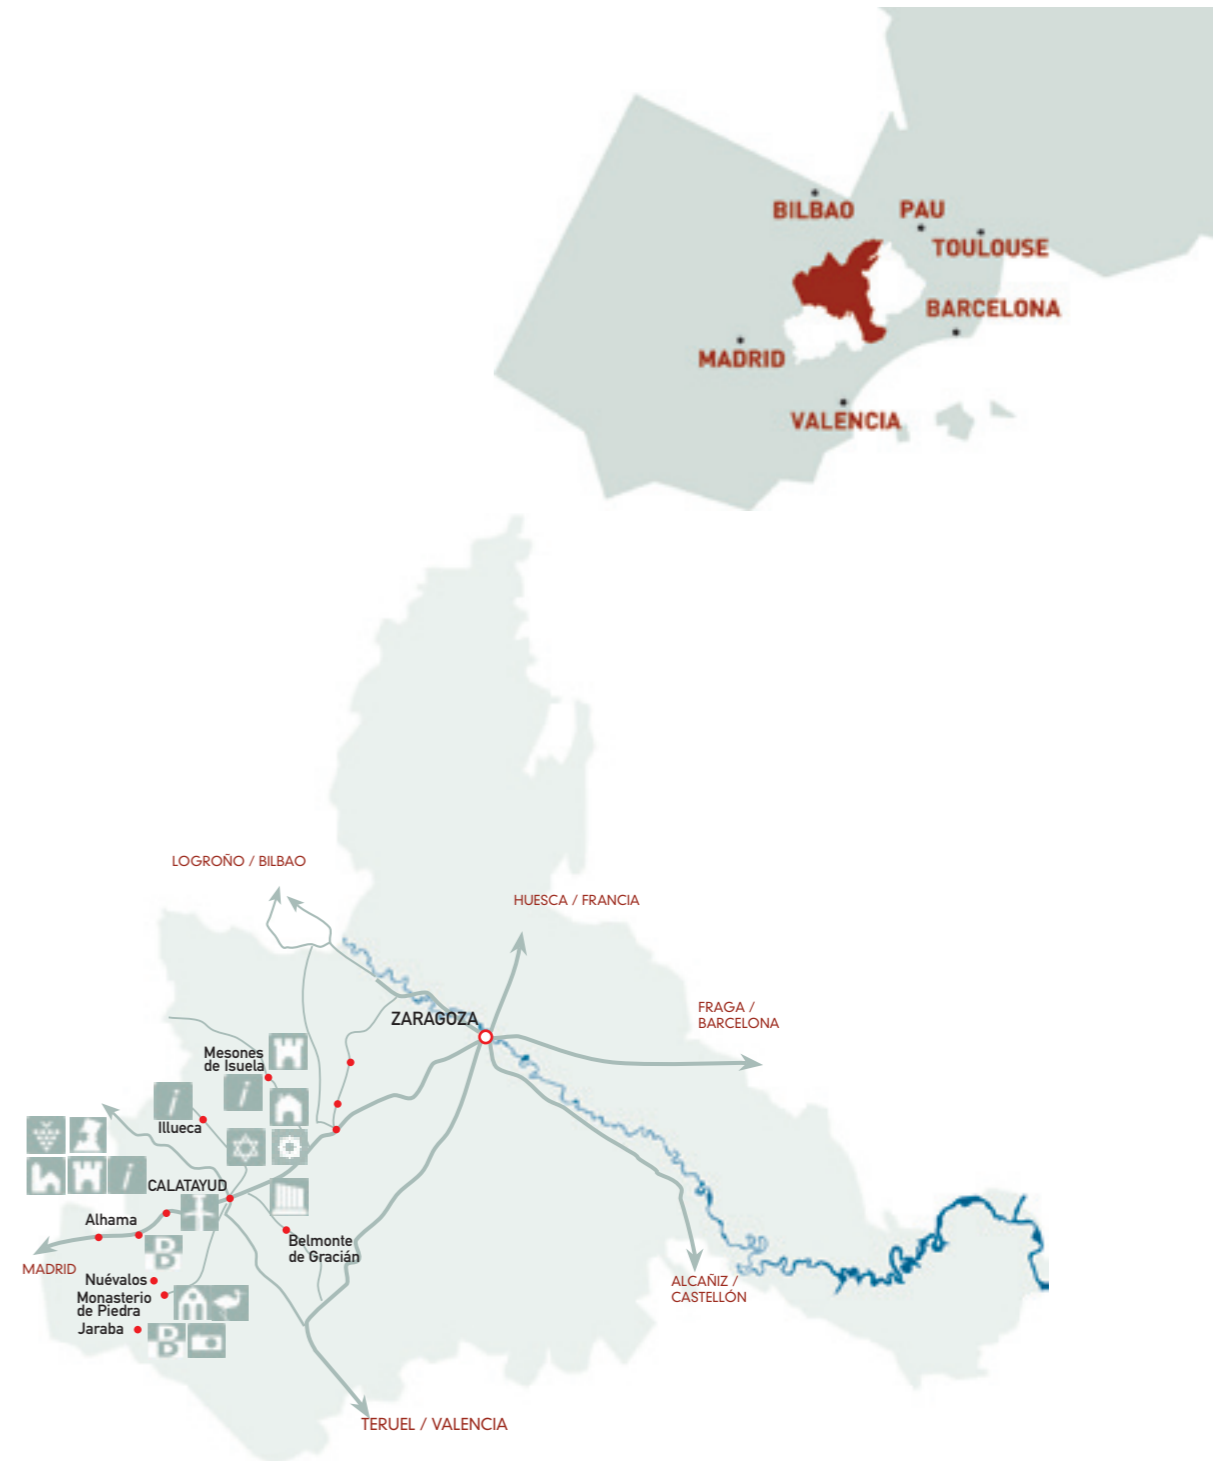 BILBAO
PAU
TOULOUSE
BARCELONA
MADRID
VALENCIA
LOGROÑO / BILBAO
HUESCA / FRANCIA
FRAGA /
BARCELONA
ZARAGOZA
Mesones
de Isuela
i
i
Illueca
i
CALATAYUD
Alhama
Belmonte
de Gracián
B
MADRID
Nuévalos
Monasterio
de Piedra
Jaraba
B
ALCAÑIZ /
CASTELLÓN
TERUEL / VALENCIA